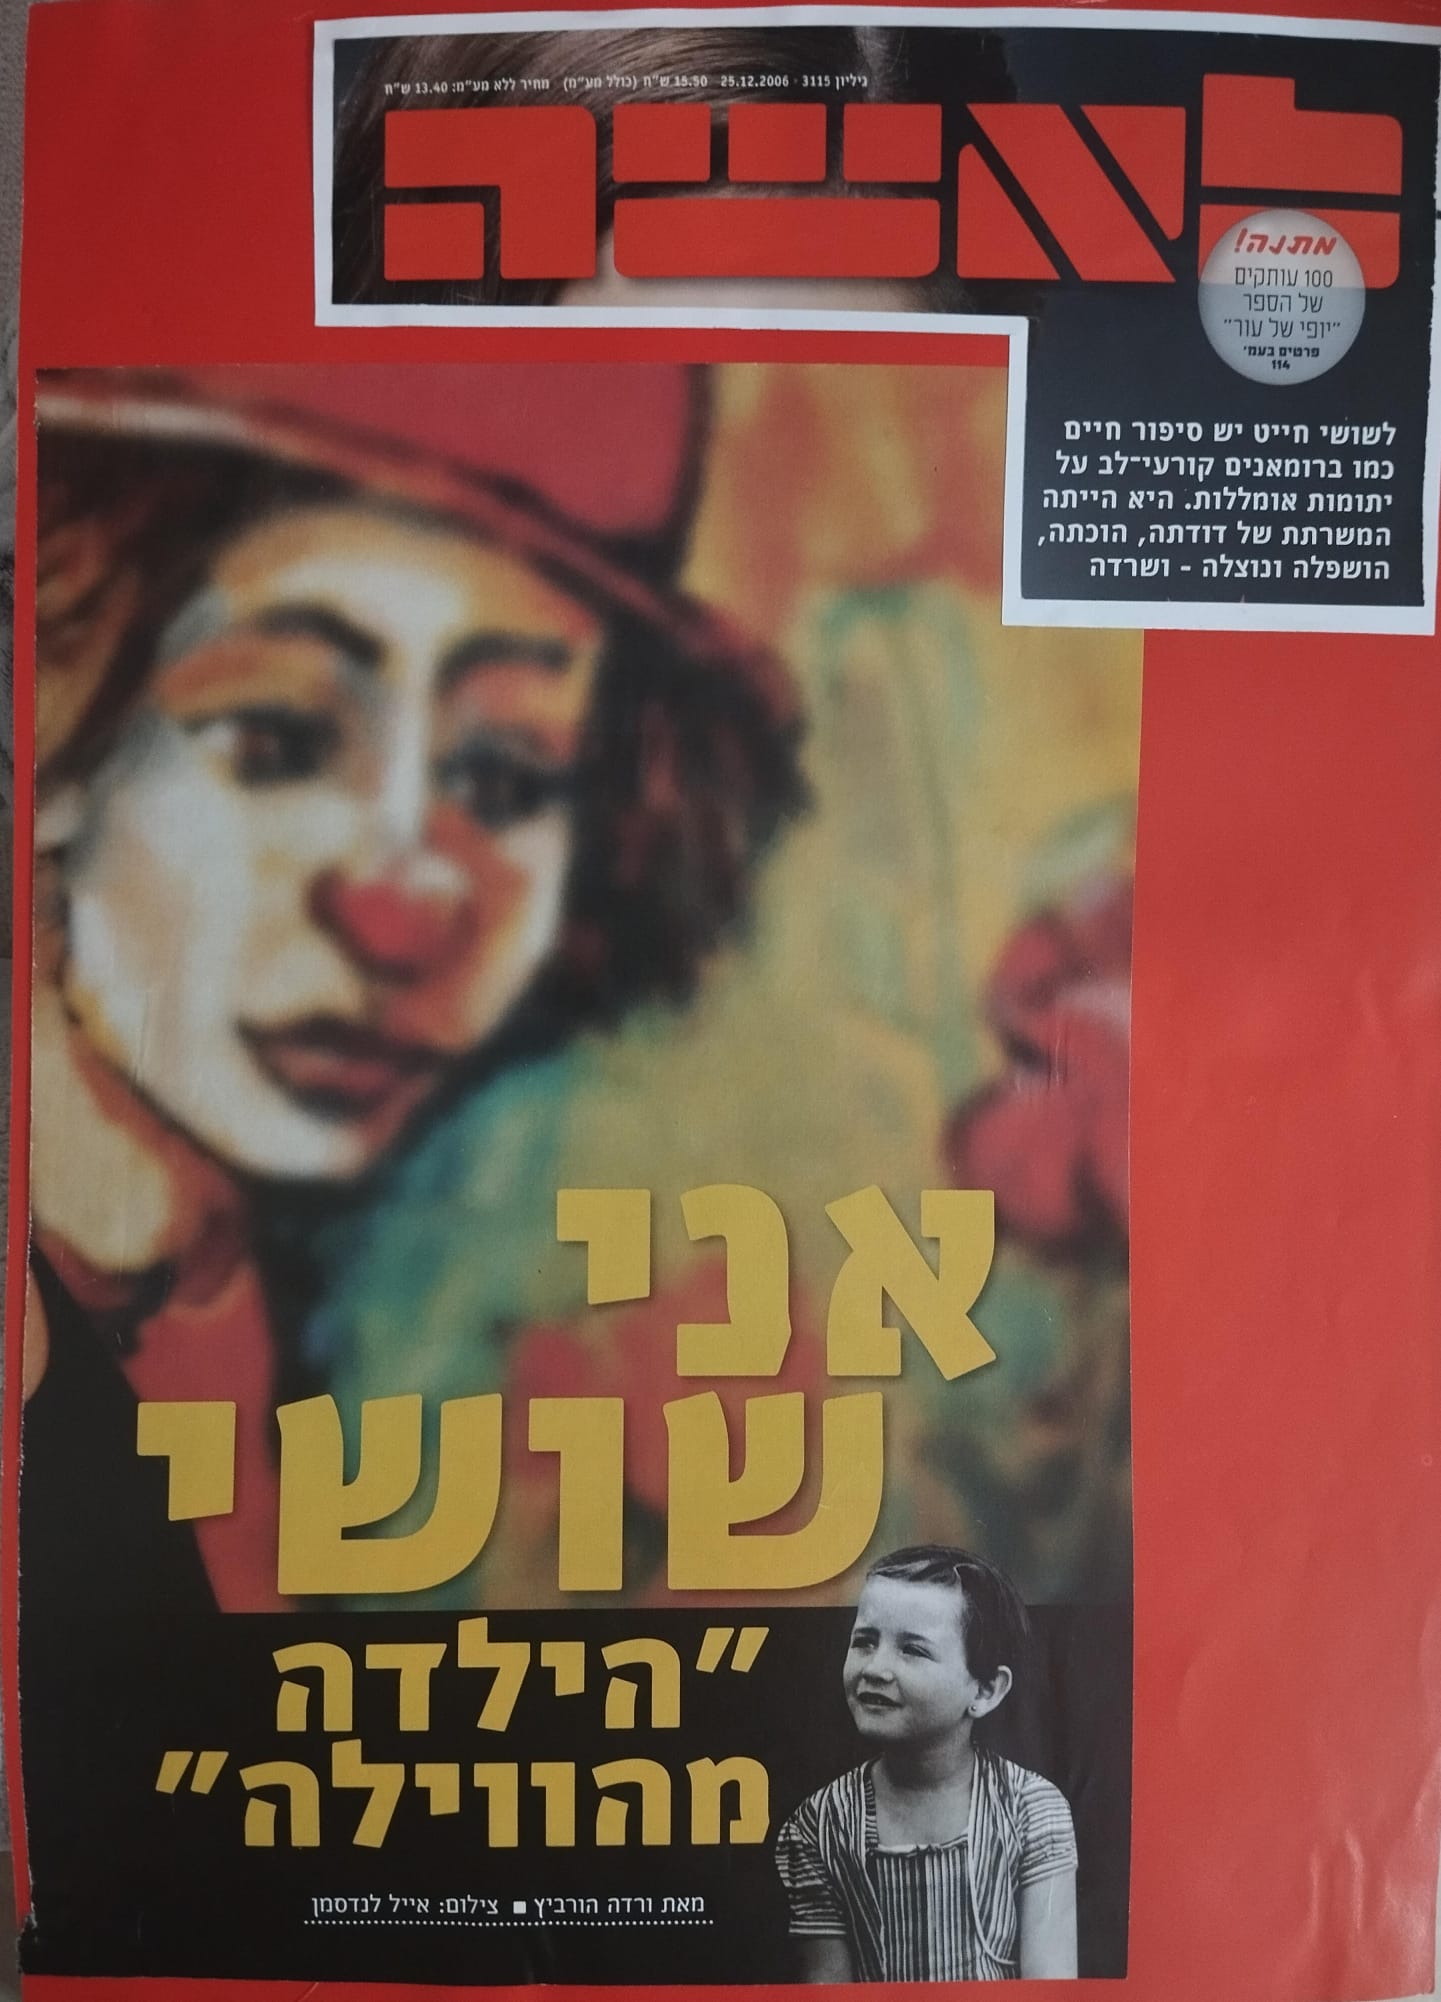 גיליון 3115 · 25.12.2006 15.50 ש"ח (כולל מע"מ) מחיר ללא מע"מ: 13.40 ש"ח
לאישה
מתנה!
100 עותקים
של הספר
"יופי של עור"
פרטים בעמ'
114
לשושי חייט יש סיפור חיים
כמו ברומאנים קורעי־לב על
יתומות אומללות. היא הייתה
המשרתת של דודתה, הוכתה,
הושפלה ונוצלה - ושרדה
אני
שושי
"הילדה
מהווילה"
מאת ורדה הורביץ ■ צילום: אייל לנדסמן